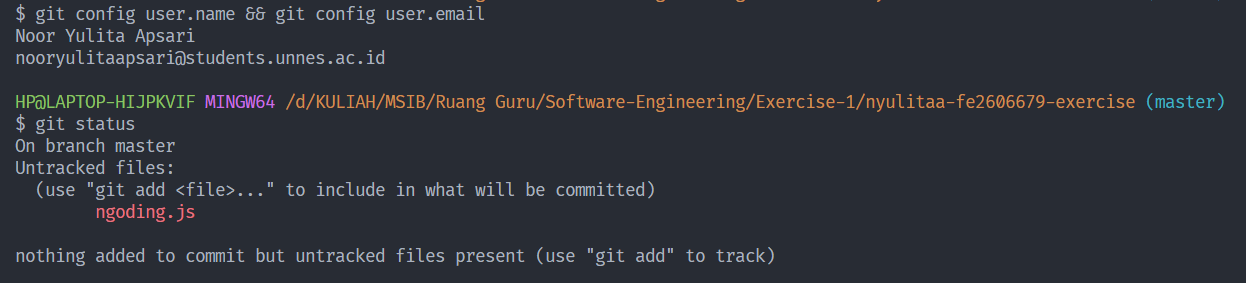 $ git config user.name && git config user.email
Noor Yulita Apsari
nooryulitaapsari@students.unnes.ac.id
HP@LAPTOP-HIJPKVIF MINGW64 /d/KULIAH/MSIB/Ruang Guru/Software-Engineering/Exercise-1/nyulitaa-fe2606679-exercise (master)
$ git status
On branch master
Untracked files:
  (use "git add <file>..." to include in what will be committed)
        ngoding.js
nothing added to commit but untracked files present (use "git add" to track)